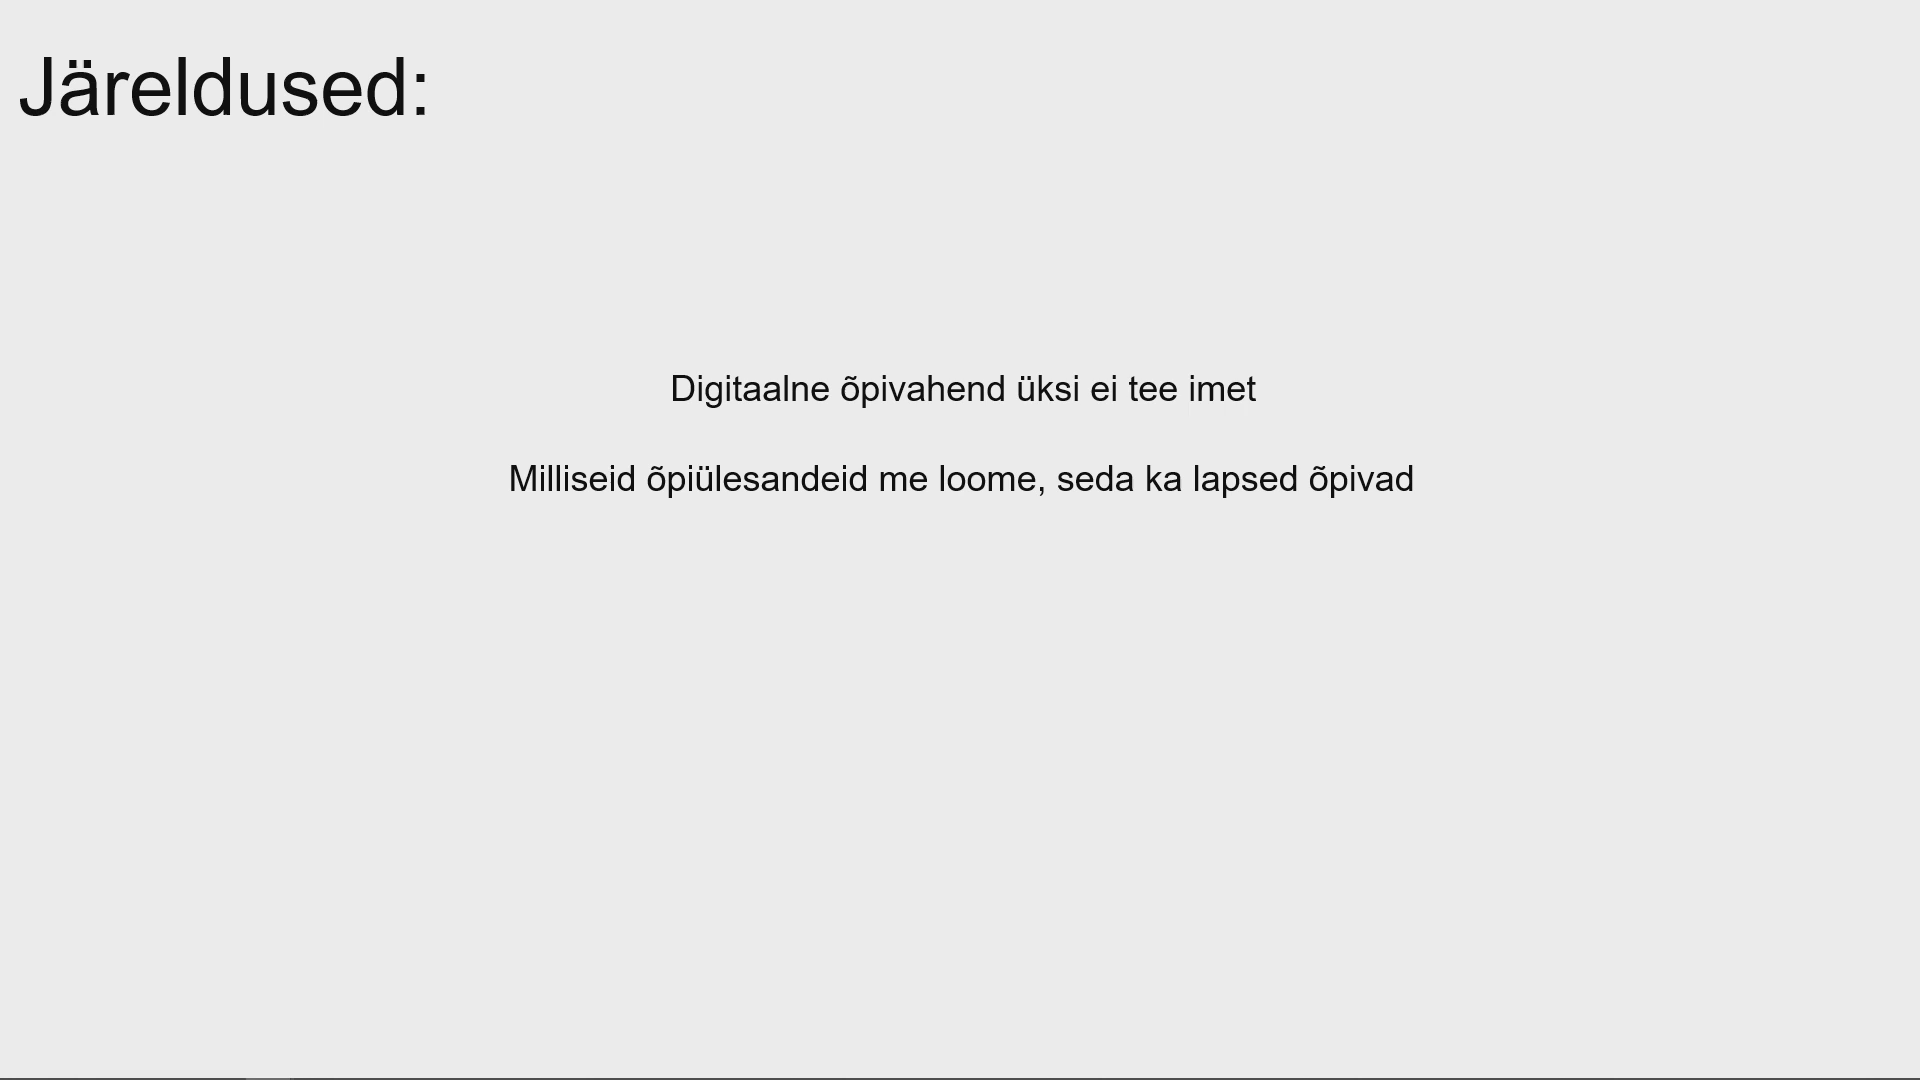 Järeldused:
Digitaalne õpivahend üksi ei tee imet
Milliseid õpiülesandeid me loome, seda ka lapsed õpivad